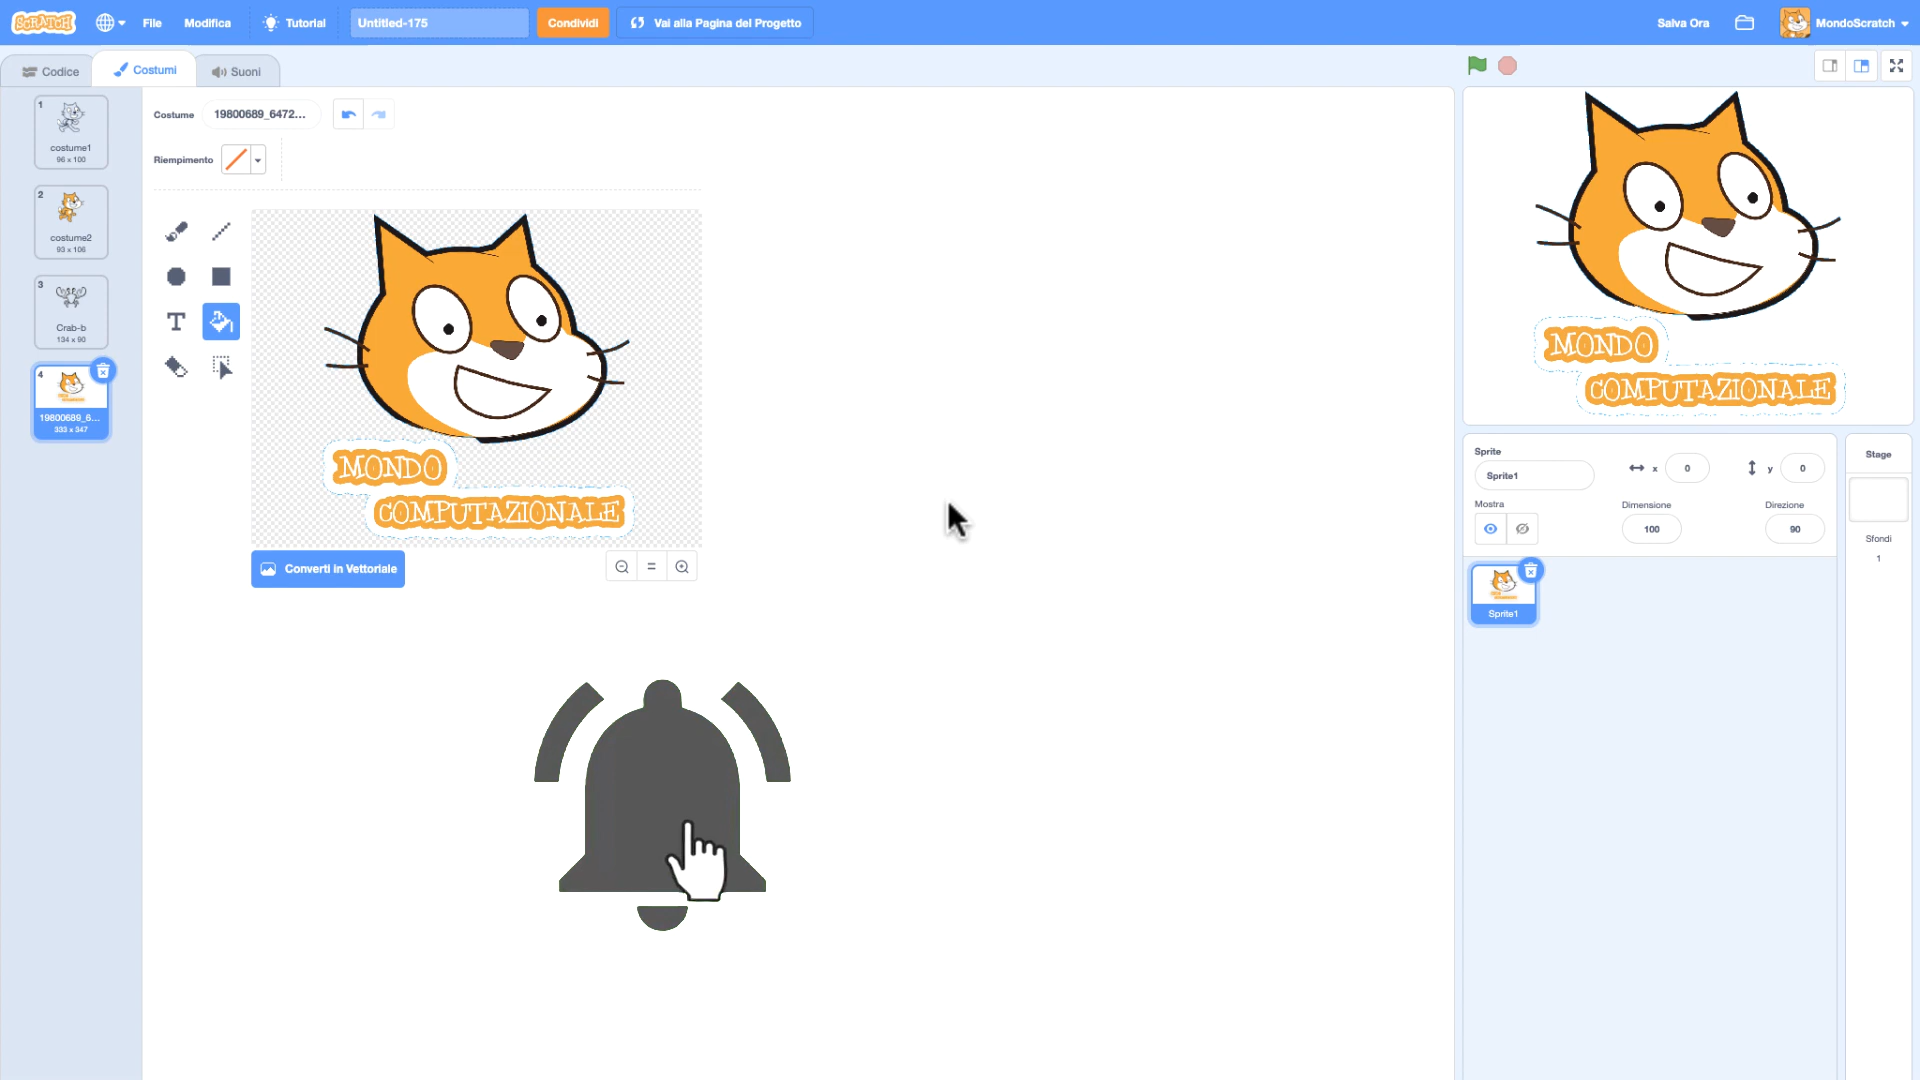 SCRATCH File Modifica Tutorial Untitled-175 Condividi Vai alla Pagina del Progetto Salva Ora MondoScratch
Codice Costumi Suoni
1
costume1
96 x 100
2
costume2
93 x 106
3
Crab-b
134 x 90
4
19800689_6...
333 x 347
Costume 19800689_6472...
Riempimento
T
MONDO
COMPUTAZIONALE
Converti in Vettoriale
MONDO
COMPUTAZIONALE
Sprite
Sprite1
x 0
y 0
Mostra
Dimensione
100
Direzione
90
Sprite1
Stage
Sfondi
1